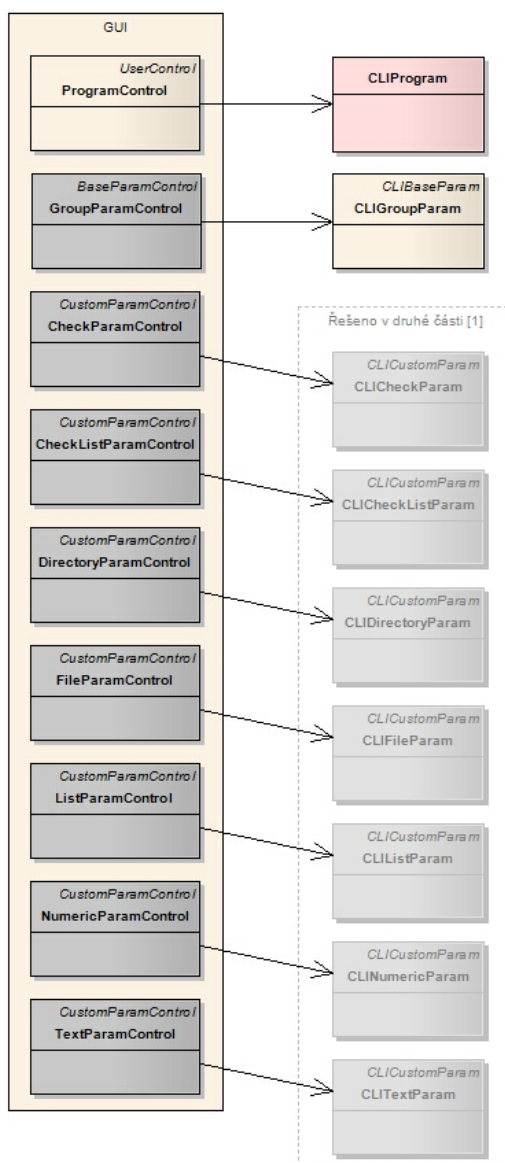 GUI
UserControl
ProgramControl
CLIProgram
BaseParamControl
GroupParamControl
CLIBaseParam
CLIGroupParam
CustomParamControl
CheckParamControl
Řešeno v druhé části [1]
CLICustomParam
CLICheckParam
CustomParamControl
CheckListParamControl
CLICustomParam
CLICheckListParam
CustomParamControl
DirectoryParamControl
CLICustomParam
CLIDirectoryParam
CustomParamControl
FileParamControl
CLICustomParam
CLIFileParam
CustomParamControl
ListParamControl
CLICustomParam
CLIListParam
CustomParamControl
NumericParamControl
CLICustomParam
CLINumericParam
CustomParamControl
TextParamControl
CLICustomParam
CLITextParam